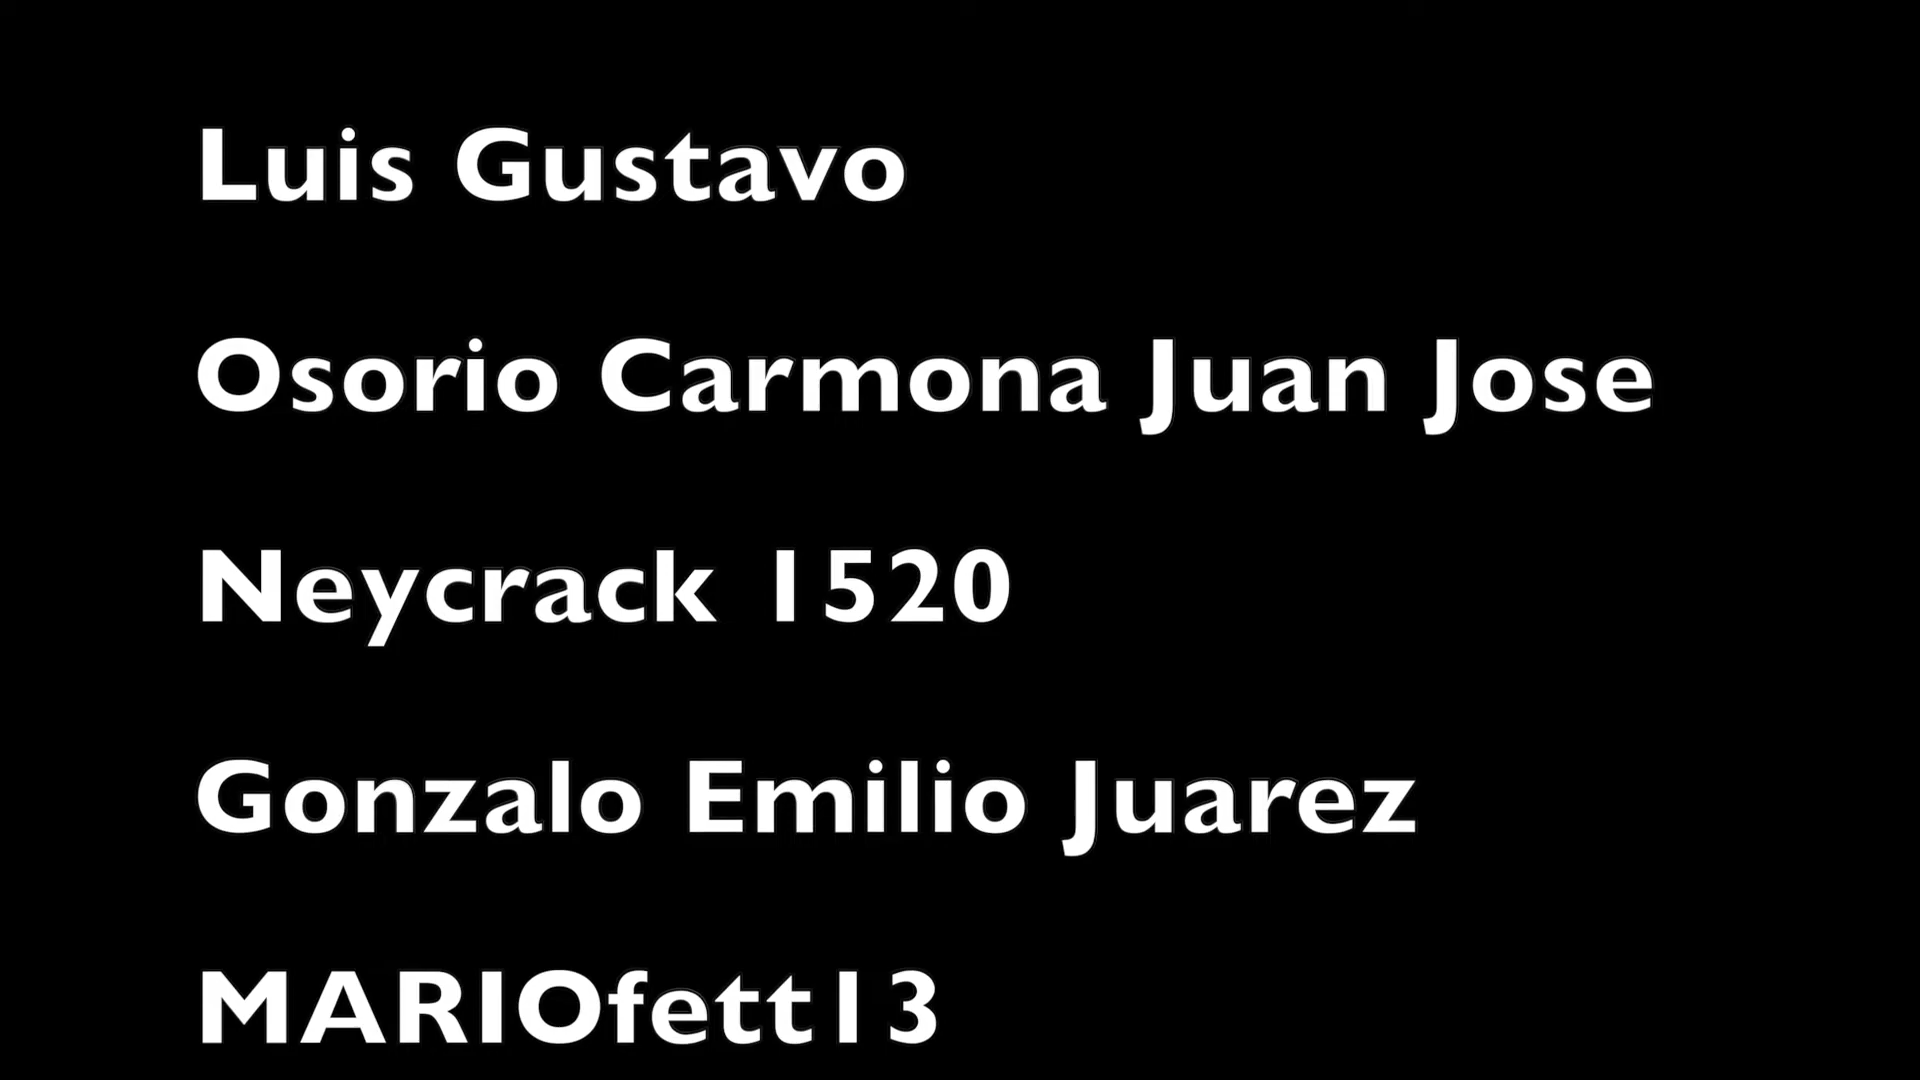 Luis Gustavo
Osorio Carmona Juan Jose
Neycrack 1520
Gonzalo Emilio Juarez
MARIOfett13